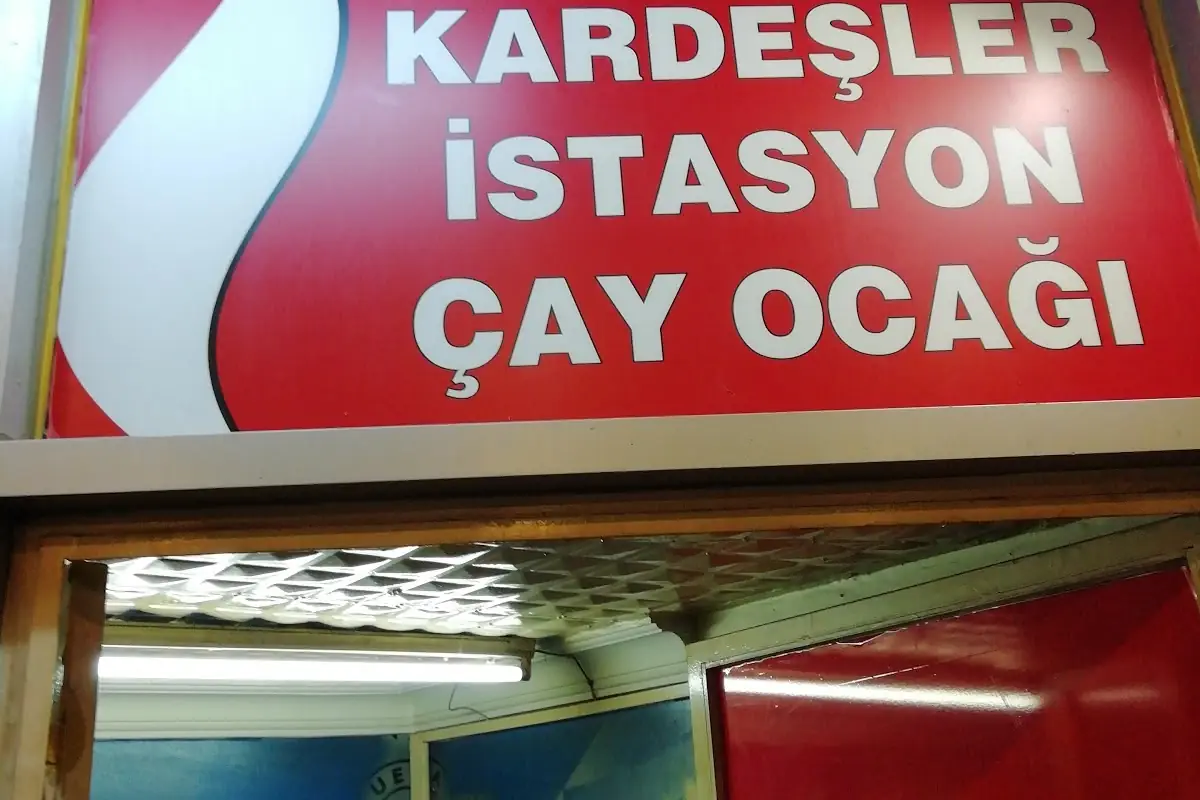 KARDEŞLER
İSTASYON
ÇAY OCAĞI